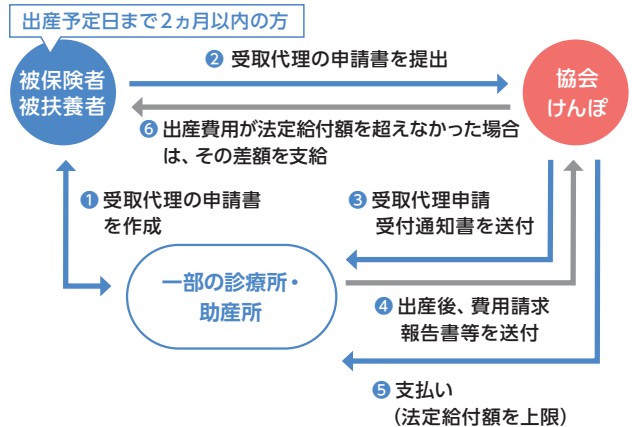 出産予定日まで2ヵ月以内の方
被保険者
被扶養者
❷ 受取代理の申請書を提出
協会
けんぽ
❻ 出産費用が法定給付額を超えなかった場合
は、その差額を支給
❶ 受取代理の申請書
を作成
❸ 受取代理申請
受付通知書を送付
一部の診療所・
助産所
❹ 出産後、費用請求
報告書等を送付
❺ 支払い
（法定給付額を上限）